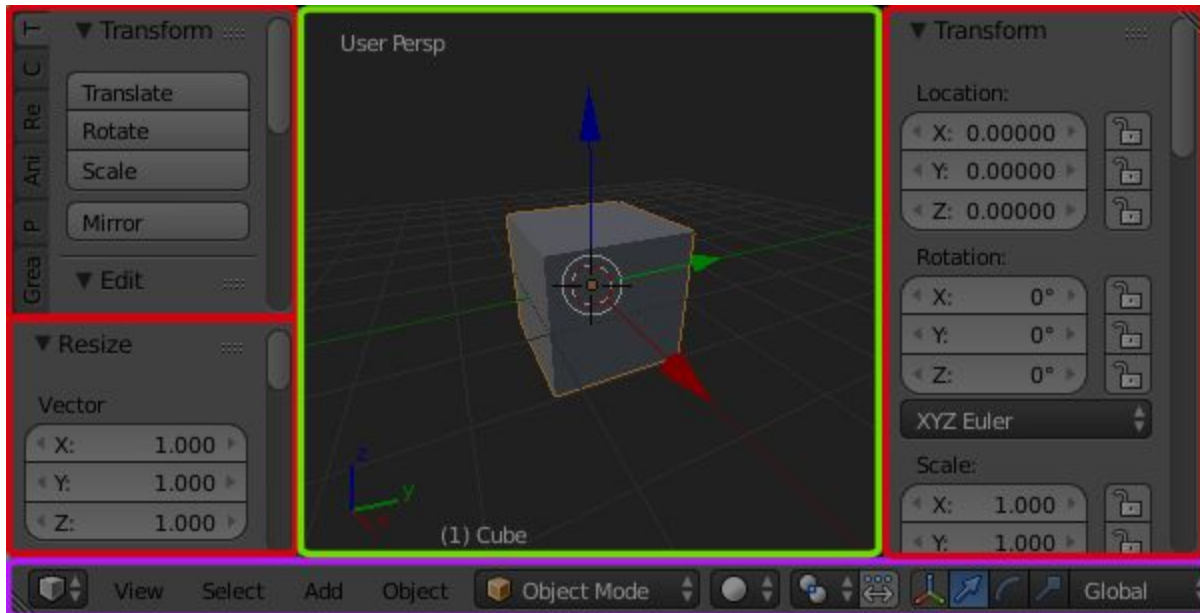 T
C
Re
Ani
P
Grea
Transform
Translate
Rotate
Scale
Mirror
Edit
Resize
Vector
X: 1.000
Y: 1.000
Z: 1.000
User Persp
z
y
x
(1) Cube
Transform
Location:
X: 0.00000
Y: 0.00000
Z: 0.00000
Rotation:
X: 0°
Y: 0°
Z: 0°
XYZ Euler
Scale:
X: 1.000
Y: 1.000
View Select Add Object Object Mode Global